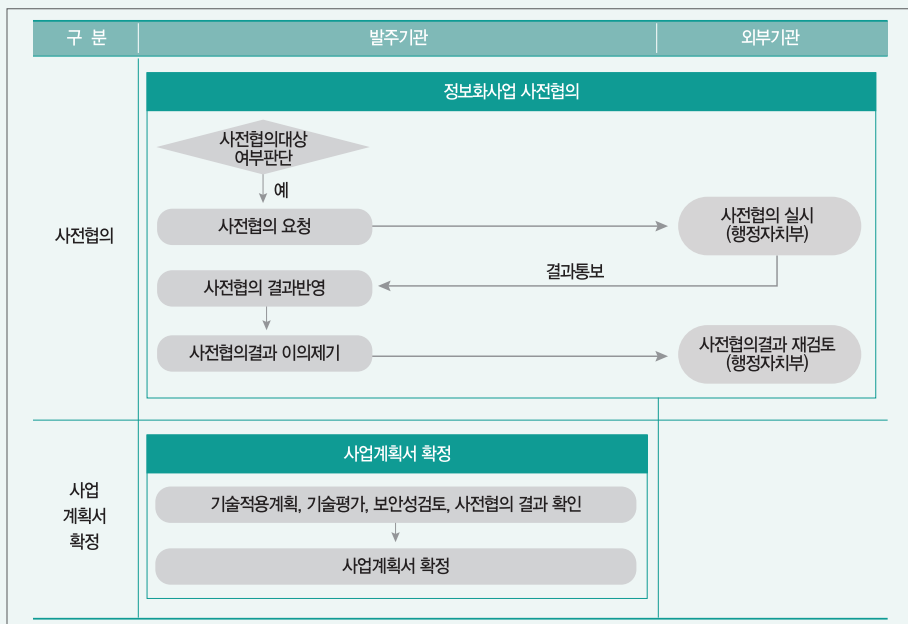 구 분
발주기관
외부기관
정보화사업 사전협의
사전협의대상
여부판단
예
사전협의
사전협의 요청
사전협의 실시
(행정자치부)
결과통보
사전협의 결과반영
사전협의결과 이의제기
사전협의결과 재검토
(행정자치부)
사업
계획서
확정
사업계획서 확정
기술적용계획, 기술평가, 보안성검토, 사전협의 결과 확인
사업계획서 확정